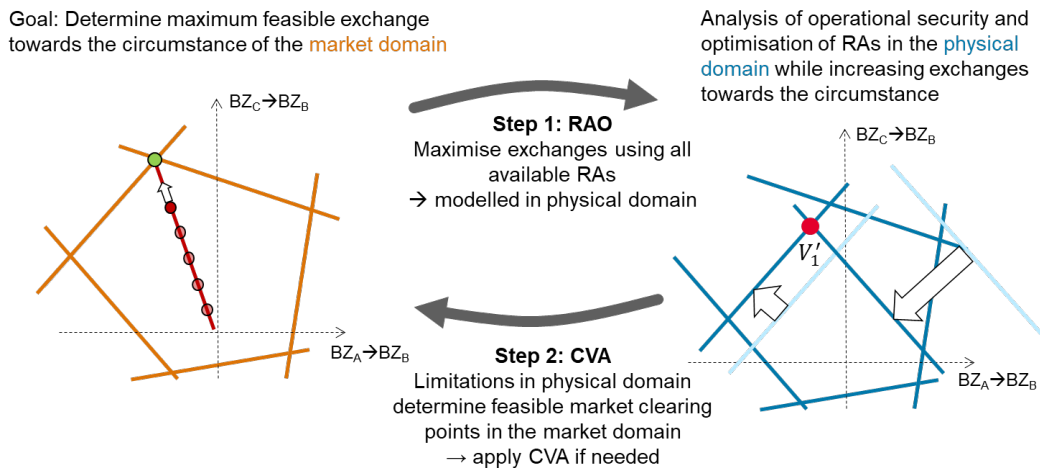 Goal: Determine maximum feasible exchange
towards the circumstance of the market domain
BZC→BZB
BZA→BZB
Step 1: RAO
Maximise exchanges using all
available RAs
→ modelled in physical domain
Step 2: CVA
Limitations in physical domain
determine feasible market clearing
points in the market domain
→ apply CVA if needed
Analysis of operational security and
optimisation of RAs in the physical
domain while increasing exchanges
towards the circumstance
BZC→BZB
V1′
BZA→BZB